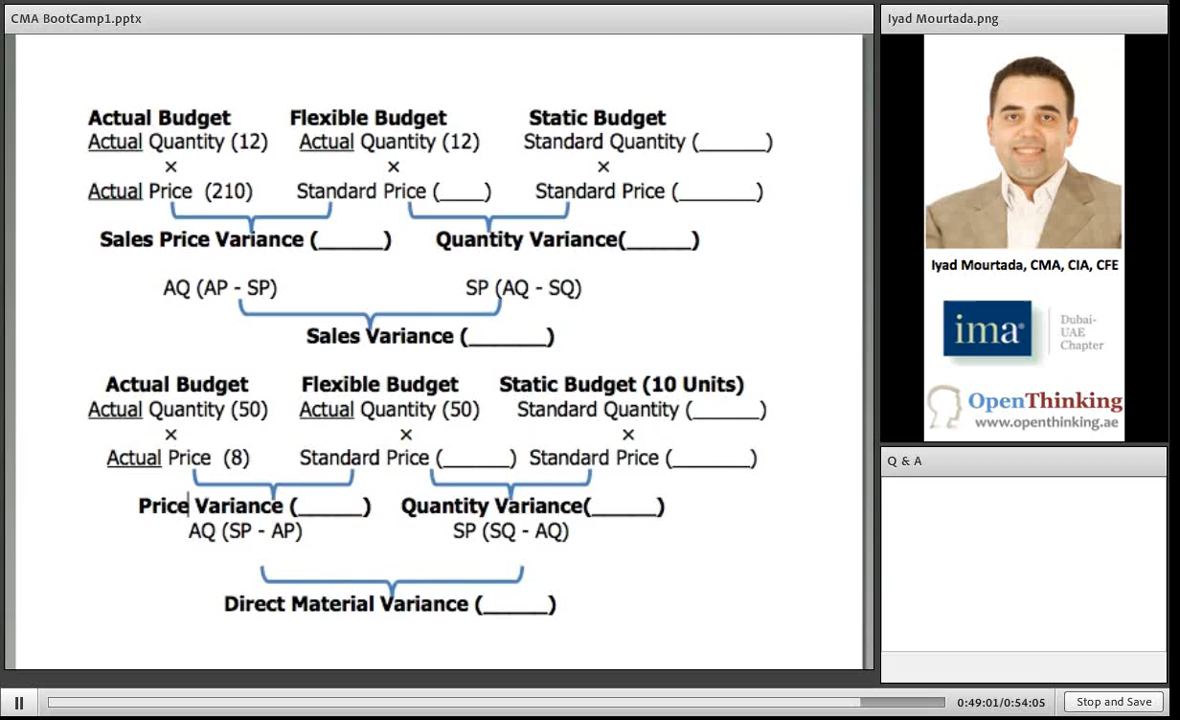 CMA BootCamp1.pptx
Actual Budget Flexible Budget Static Budget
Actual Quantity (12) Actual Quantity (12) Standard Quantity (______)
× × ×
Actual Price (210) Standard Price (____) Standard Price (_______)
Sales Price Variance (______) Quantity Variance(______)
AQ (AP - SP) SP (AQ - SQ)
Sales Variance (_______)
Actual Budget Flexible Budget Static Budget (10 Units)
Actual Quantity (50) Actual Quantity (50) Standard Quantity (______)
× × ×
Actual Price (8) Standard Price (______) Standard Price (_______)
Price Variance (______) Quantity Variance(______)
AQ (SP - AP) SP (SQ - AQ)
Direct Material Variance (______)
Iyad Mourtada.png
Iyad Mourtada, CMA, CIA, CFE
ima®
Dubai-
UAE
Chapter
OpenThinking
www.openthinking.ae
Q & A
0:49:01/0:54:05
Stop and Save